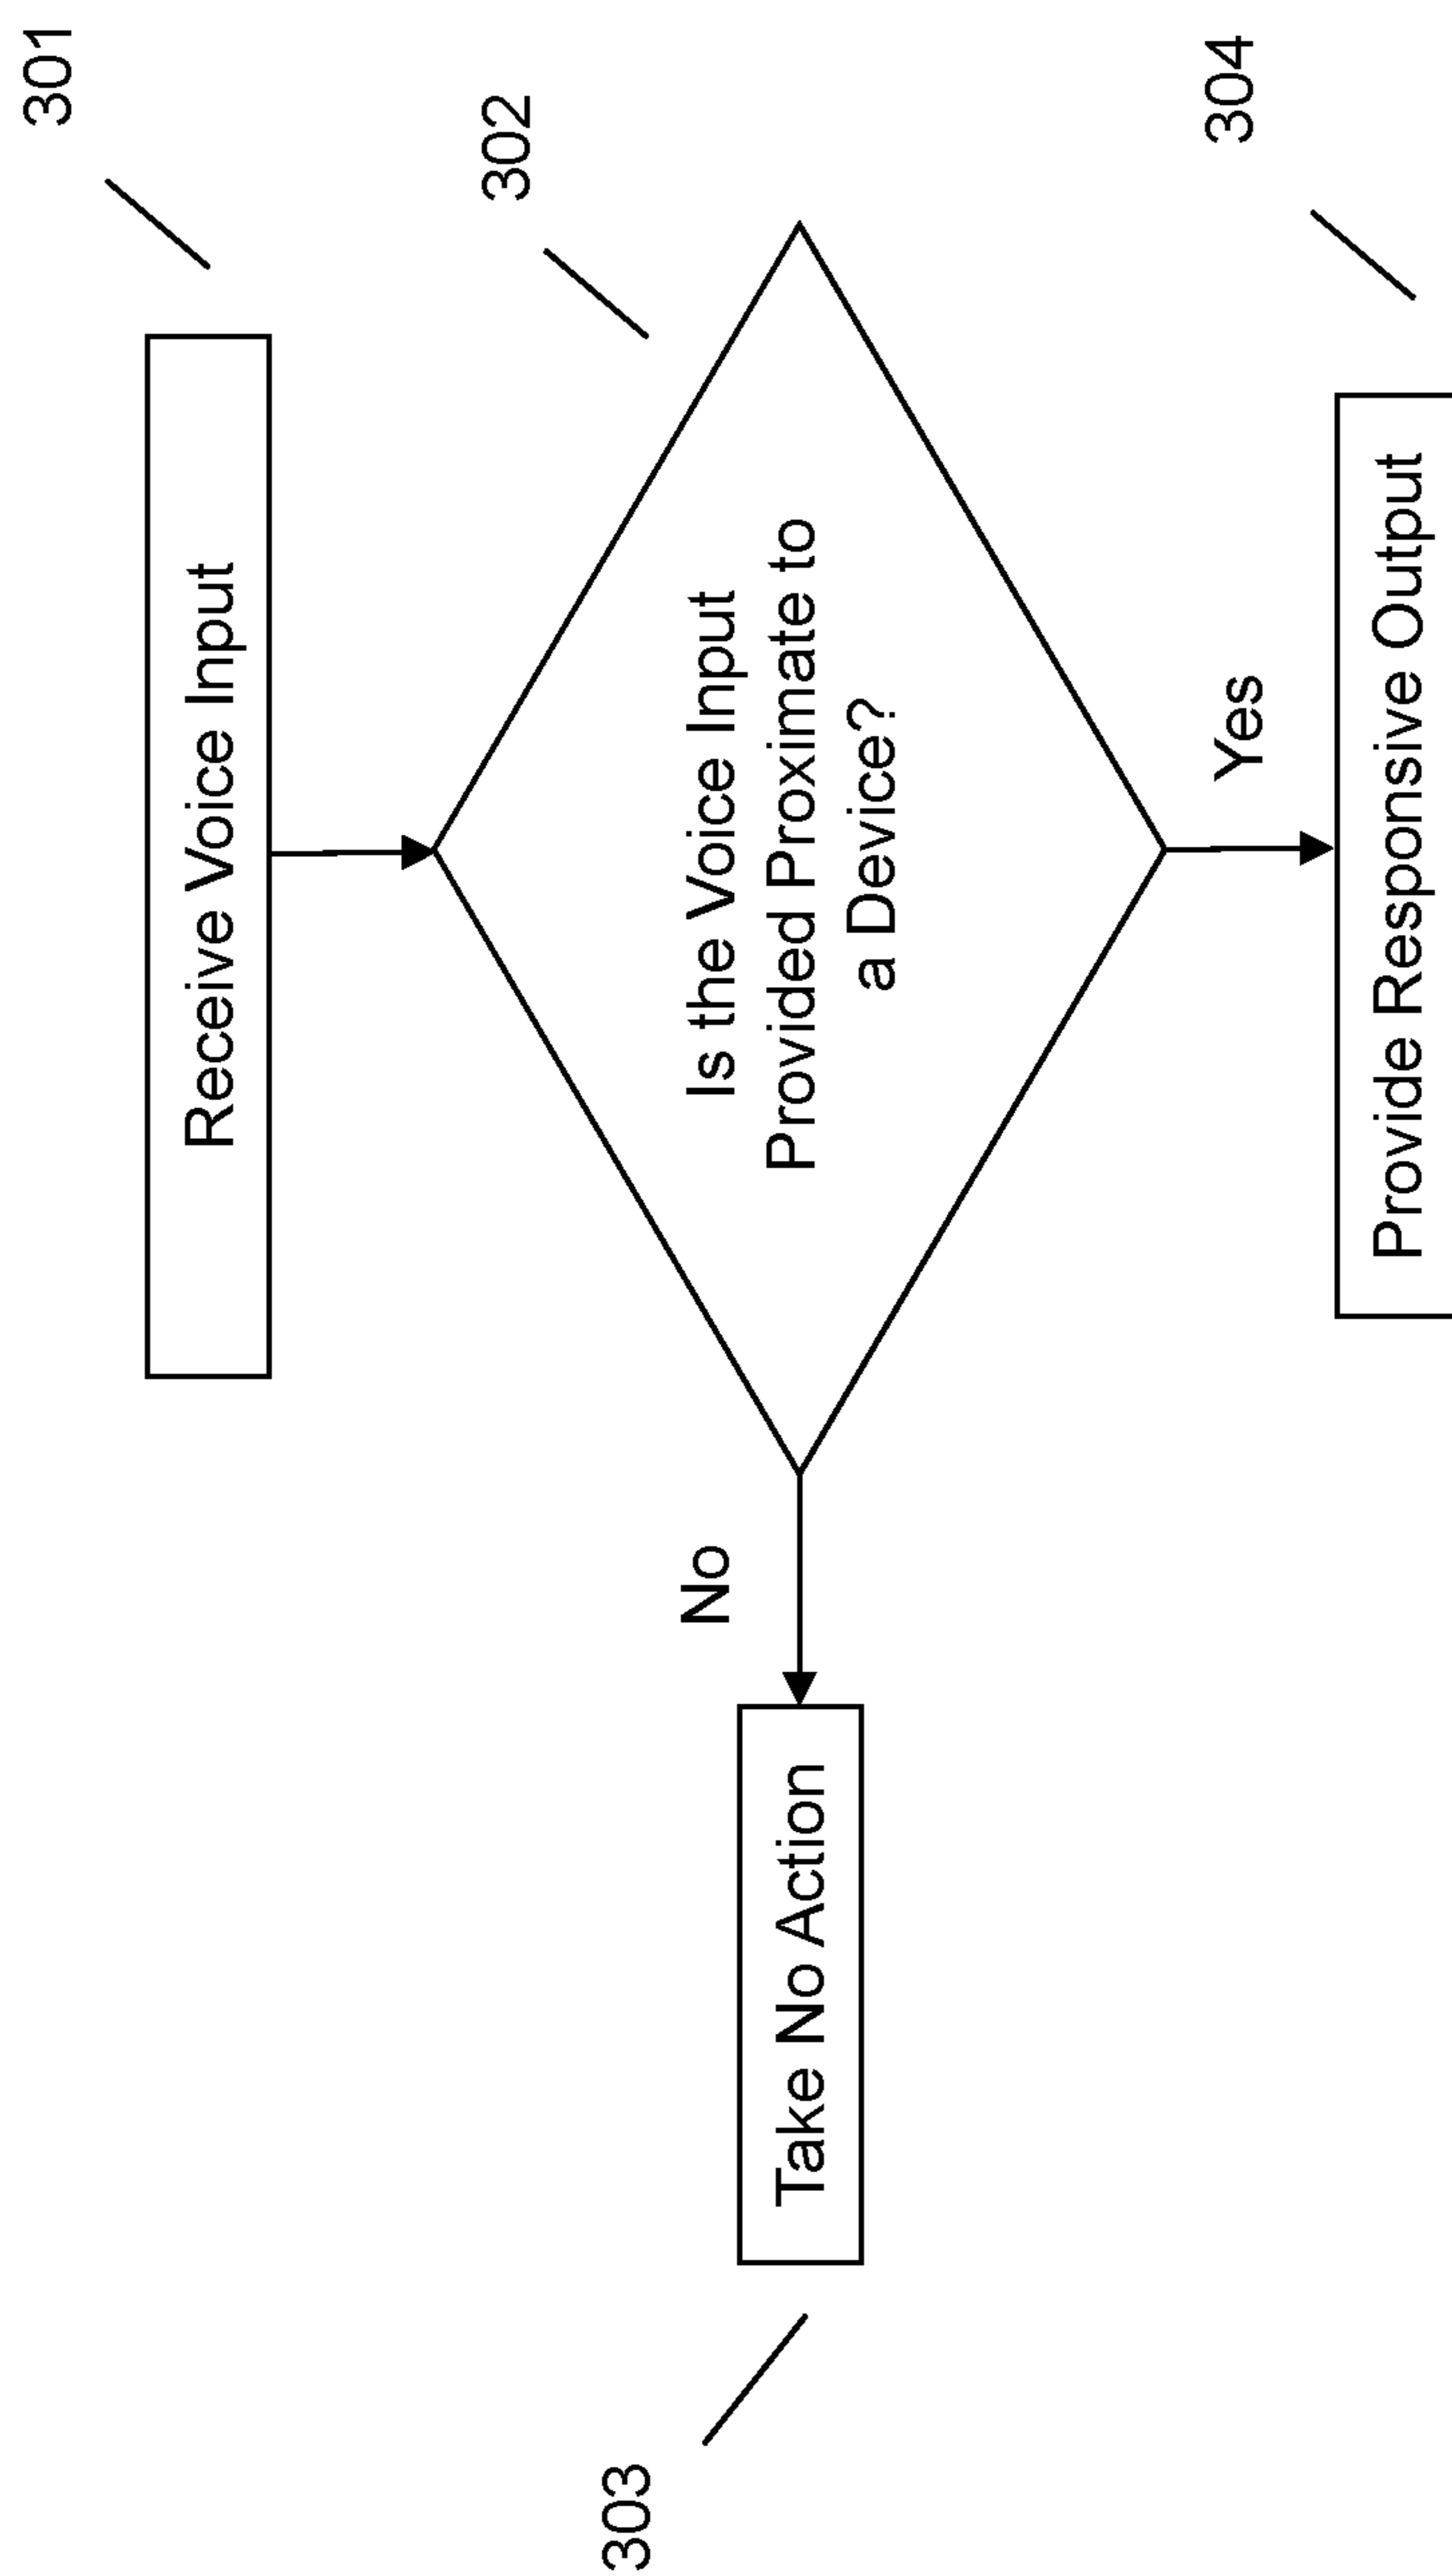 301
Receive Voice Input
302
Is the Voice Input
Provided Proximate to
a Device?
No
Take No Action
303
Yes
304
Provide Responsive Output